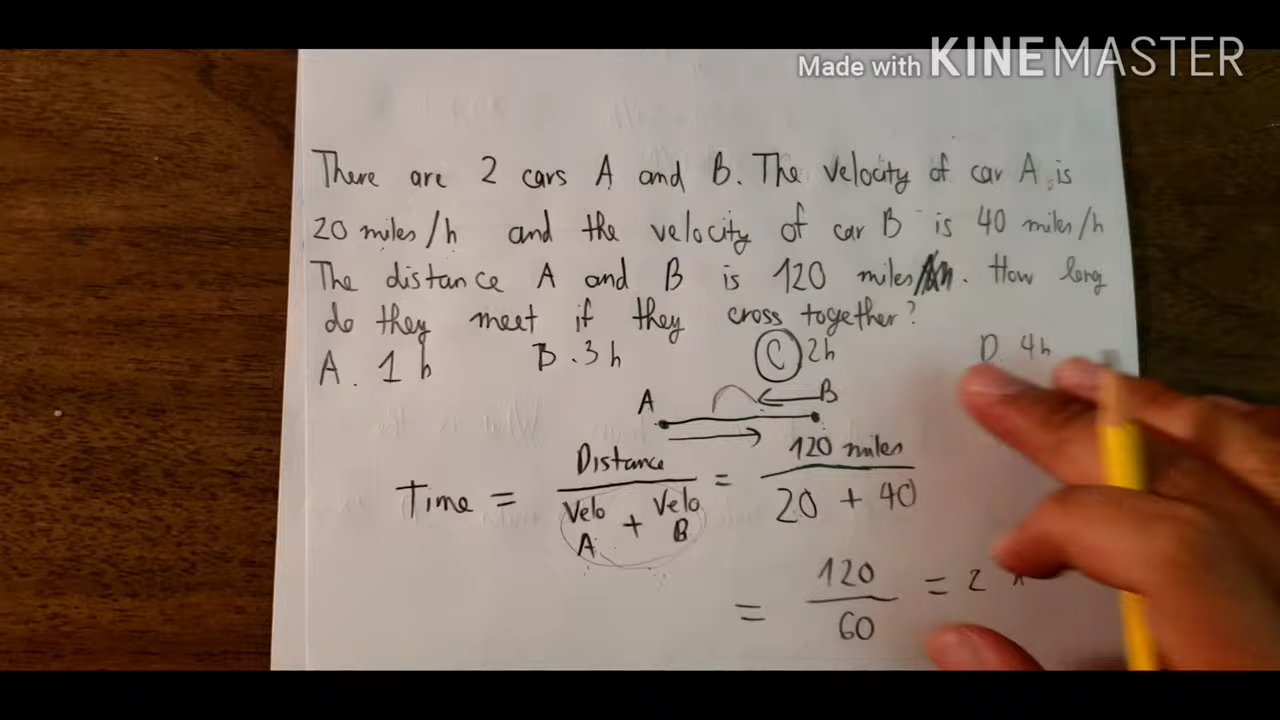 Made with KINEMASTER
There are 2 cars A and B. The velocity of car A is
20 miles/h and the velocity of car B is 40 miles/h
The distance A and B is 120 miles. How long
do they meet if they cross together?
A. 1 h B. 3 h C 2h D. 4h
A B
Time = Distance / Velo A + Velo B = 120 miles / 20 + 40
= 120 / 60 = 2